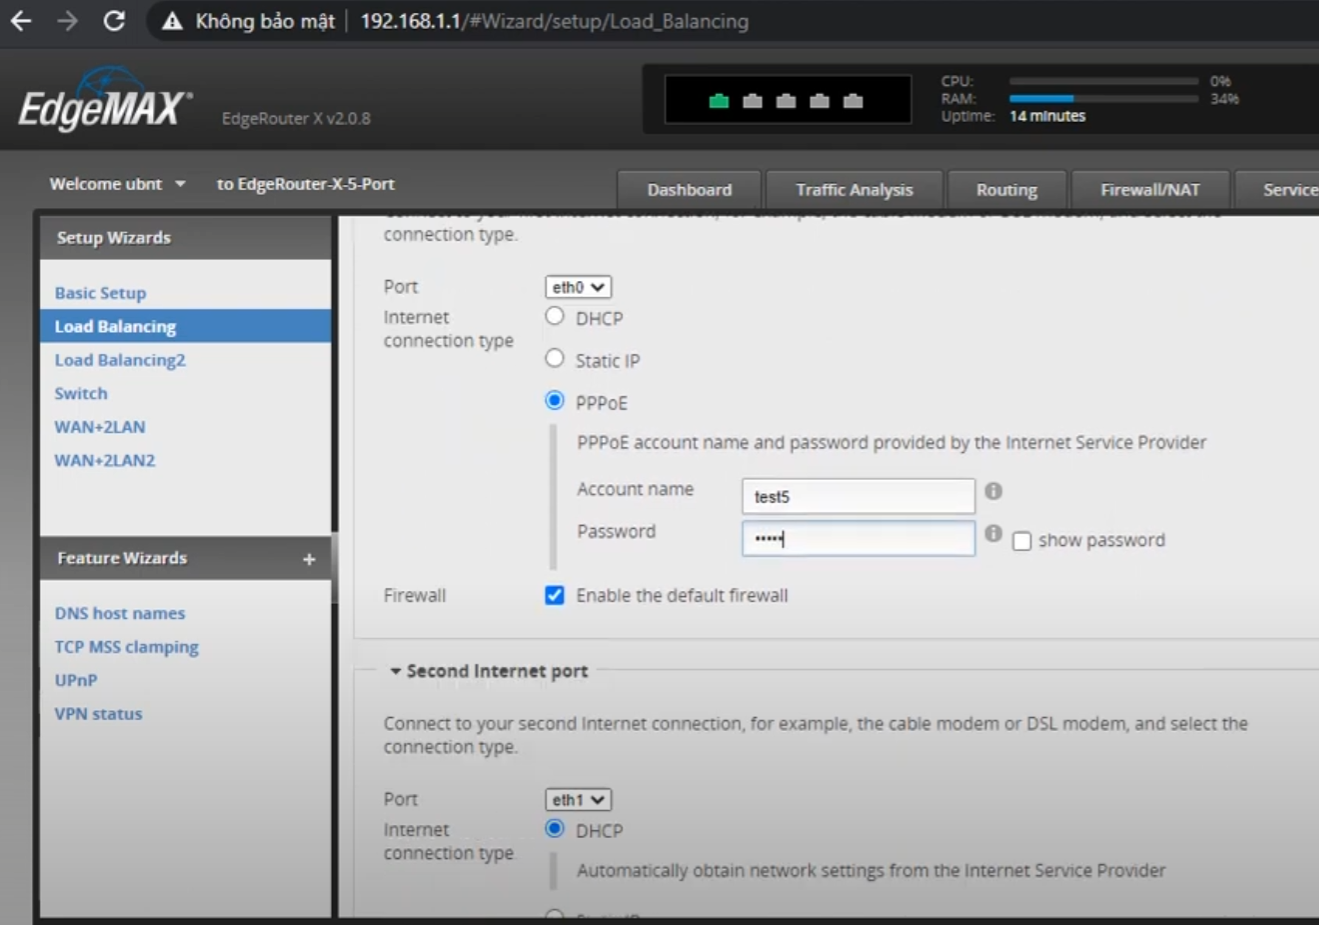 Không bảo mật 192.168.1.1/#Wizard/setup/Load_Balancing
EdgeMAX®
EdgeRouter X v2.0.8
CPU: 0%
RAM: 34%
Uptime: 14 minutes
Welcome ubnt to EdgeRouter-X-5-Port
Dashboard Traffic Analysis Routing Firewall/NAT Service
Setup Wizards
Basic Setup
Load Balancing
Load Balancing2
Switch
WAN+2LAN
WAN+2LAN2
Feature Wizards +
DNS host names
TCP MSS clamping
UPnP
VPN status
connection type.
Port eth0
Internet
connection type
DHCP
Static IP
PPPoE
PPPoE account name and password provided by the Internet Service Provider
Account name test5
Password •••••
show password
Firewall Enable the default firewall
Second Internet port
Connect to your second Internet connection, for example, the cable modem or DSL modem, and select the
connection type.
Port eth1
Internet
connection type
DHCP
Automatically obtain network settings from the Internet Service Provider